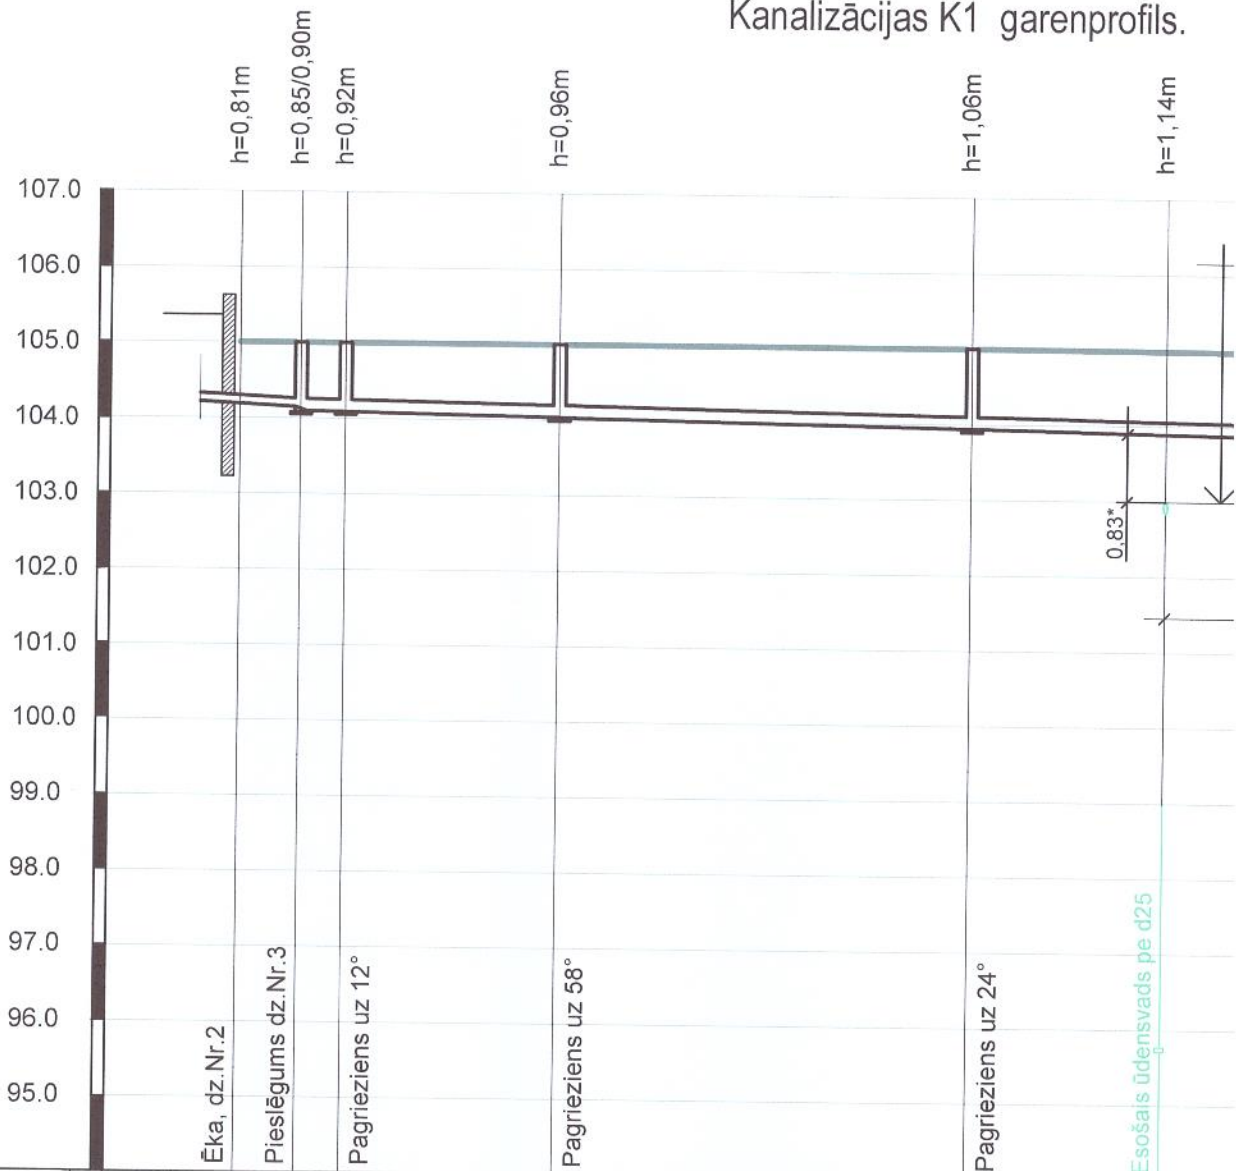 Kanalizācijas K1 garenprofils.
h=0,81m
h=0,85/0,90m
h=0,92m
h=0,96m
h=1,06m
h=1,14m
107.0
106.0
105.0
104.0
103.0
102.0
101.0
100.0
99.0
98.0
97.0
96.0
95.0
0,83*
Ēka, dz.Nr.2
Pieslēgums dz.Nr.3
Pagrieziens uz 12°
Pagrieziens uz 58°
Pagrieziens uz 24°
Esošais ūdensvads pe d25